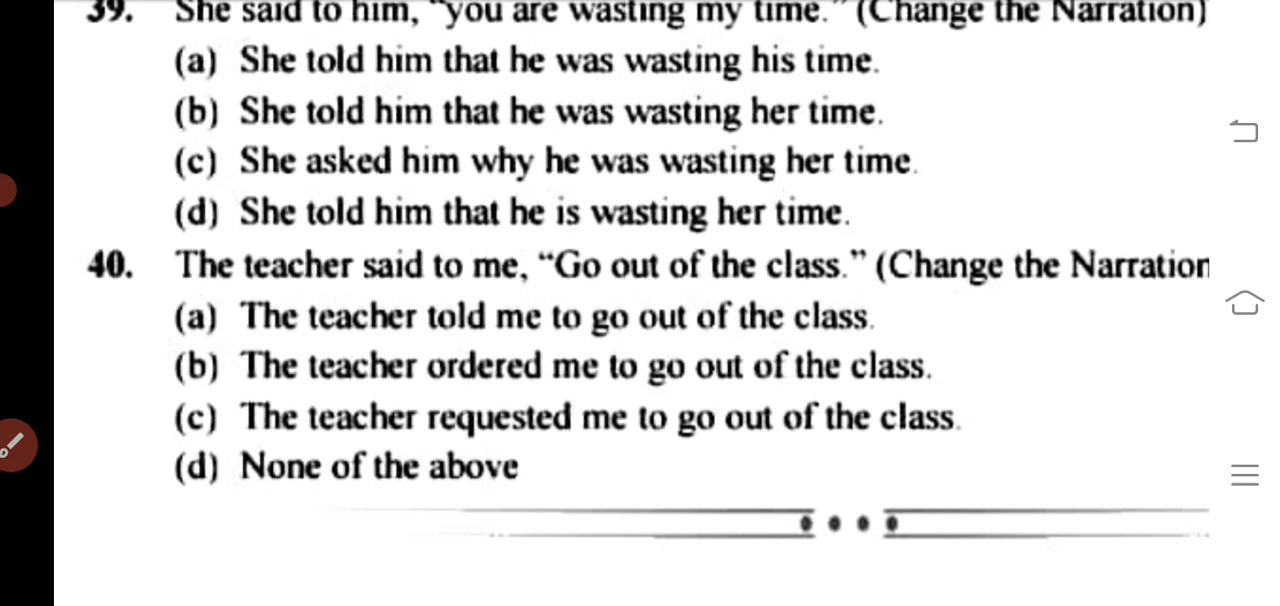 39. She said to him, "you are wasting my time." (Change the Narration)
(a) She told him that he was wasting his time.
(b) She told him that he was wasting her time.
(c) She asked him why he was wasting her time.
(d) She told him that he is wasting her time.
40. The teacher said to me, “Go out of the class.” (Change the Narration
(a) The teacher told me to go out of the class.
(b) The teacher ordered me to go out of the class.
(c) The teacher requested me to go out of the class.
(d) None of the above